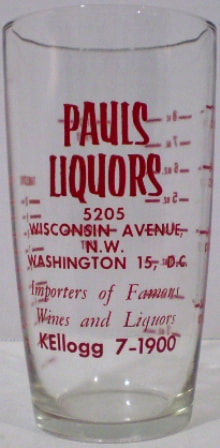 PAULS
LIQUORS
5205
WISCONSIN AVENUE,
N.W.
WASHINGTON 15, D.C.
Importers of Famous
Wines and Liquors
KEllogg 7-1900